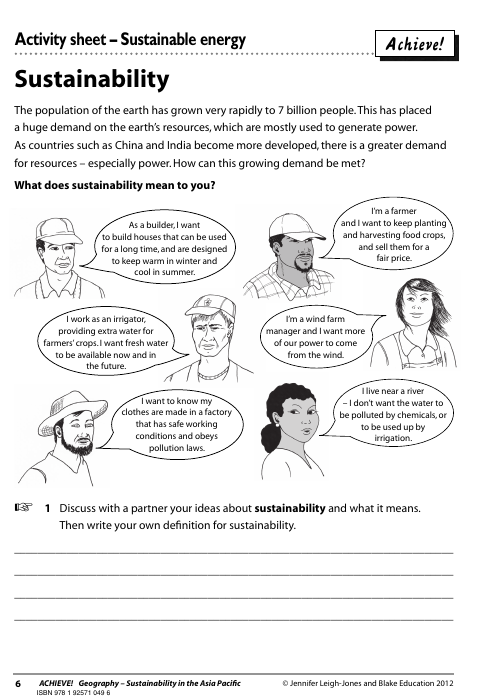 Activity sheet – Sustainable energy
Achieve!
Sustainability
The population of the earth has grown very rapidly to 7 billion people. This has placed
a huge demand on the earth's resources, which are mostly used to generate power.
As countries such as China and India become more developed, there is a greater demand
for resources – especially power. How can this growing demand be met?
What does sustainability mean to you?
As a builder, I want
to build houses that can be used
for a long time, and are designed
to keep warm in winter and
cool in summer.
I'm a farmer
and I want to keep planting
and harvesting food crops,
and sell them for a
fair price.
I work as an irrigator,
providing extra water for
farmers' crops. I want fresh water
to be available now and in
the future.
I'm a wind farm
manager and I want more
of our power to come
from the wind.
I want to know my
clothes are made in a factory
that has safe working
conditions and obeys
pollution laws.
I live near a river
– I don't want the water to
be polluted by chemicals, or
to be used up by
irrigation.
1 Discuss with a partner your ideas about sustainability and what it means.
Then write your own definition for sustainability.
6 ACHIEVE! Geography – Sustainability in the Asia Pacific © Jennifer Leigh-Jones and Blake Education 2012
ISBN 978 1 92571 049 6